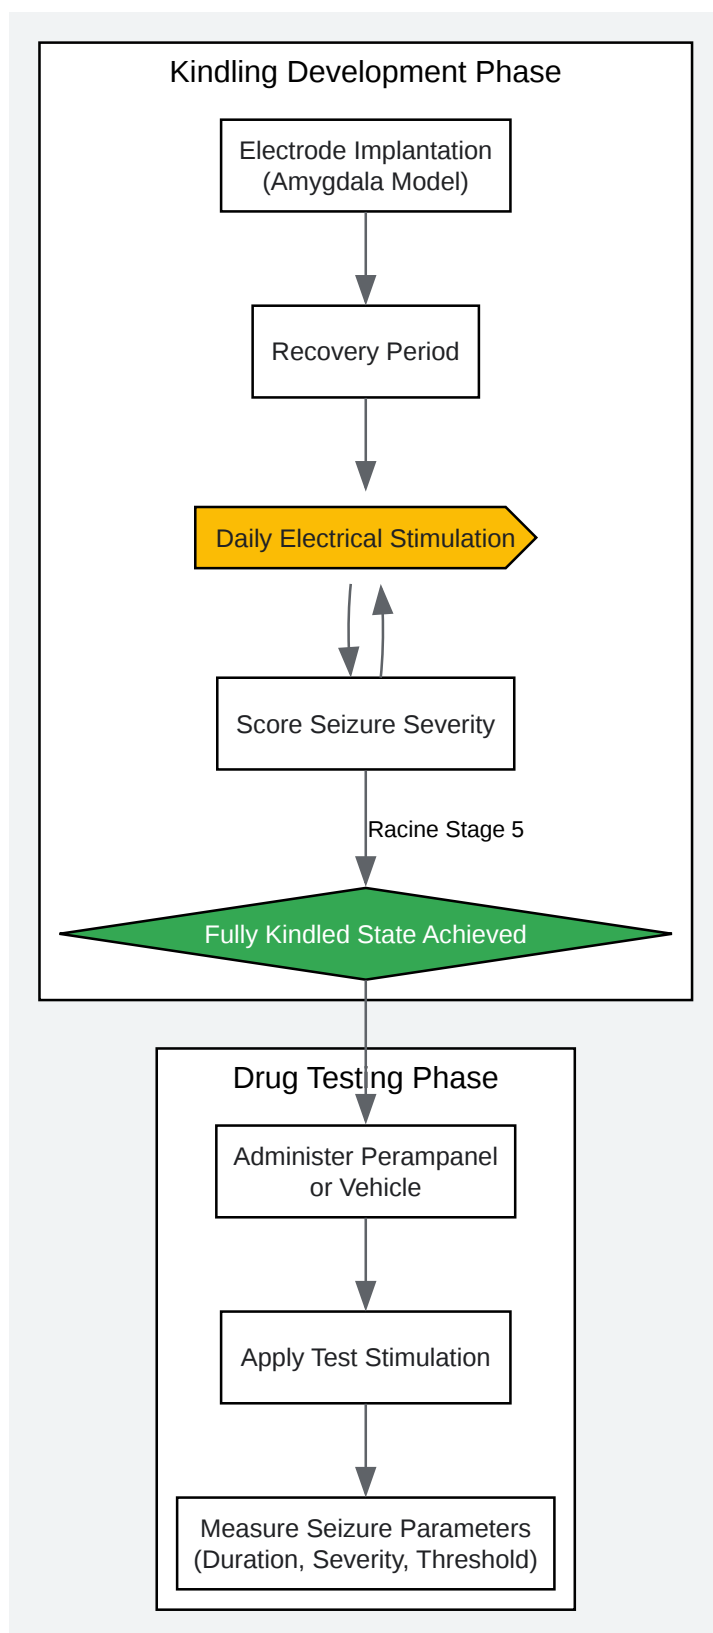 Kindling Development Phase
Electrode Implantation
(Amygdala Model)
Recovery Period
Daily Electrical Stimulation
Score Seizure Severity
Racine Stage 5
Fully Kindled State Achieved
Drug Testing Phase
Administer Perampanel
or Vehicle
Apply Test Stimulation
Measure Seizure Parameters
(Duration, Severity, Threshold)